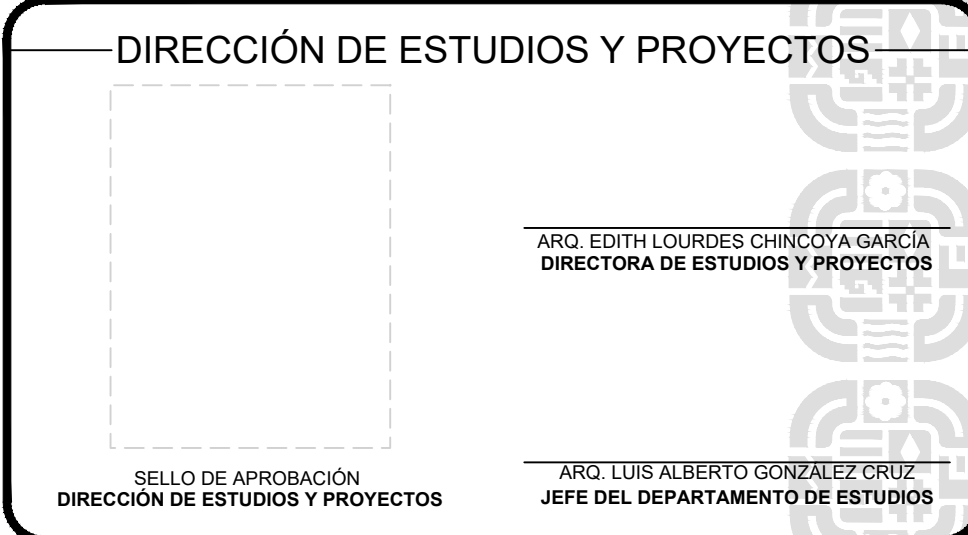 DIRECCIÓN DE ESTUDIOS Y PROYECTOS
ARQ. EDITH LOURDES CHINCOYA GARCÍA
DIRECTORA DE ESTUDIOS Y PROYECTOS
SELLO DE APROBACIÓN
DIRECCIÓN DE ESTUDIOS Y PROYECTOS
ARQ. LUIS ALBERTO GONZÁLEZ CRUZ
JEFE DEL DEPARTAMENTO DE ESTUDIOS